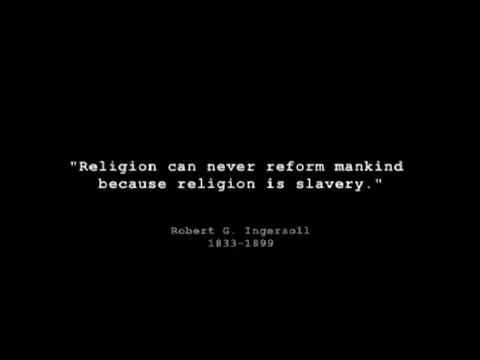 "Religion can never reform mankind
because religion is slavery."
Robert G. Ingersoll
1833-1899